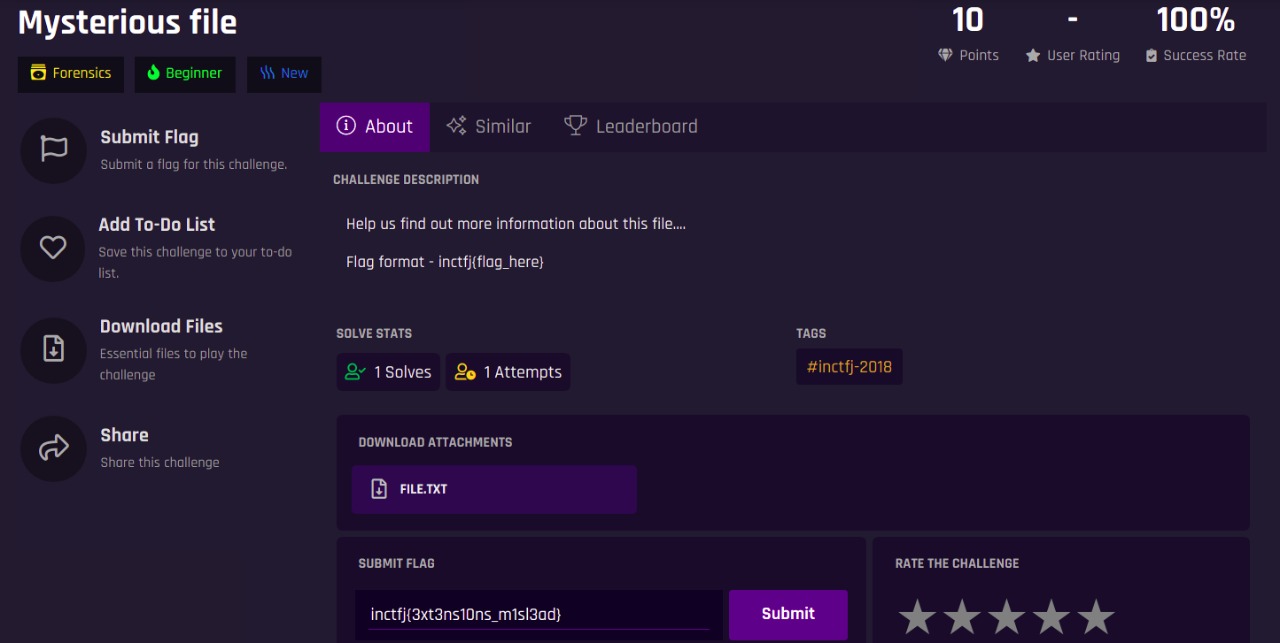 Mysterious file
10 - 100%
Points User Rating Success Rate
Forensics Beginner New
About Similar Leaderboard
Submit Flag
Submit a flag for this challenge.
Add To-Do List
Save this challenge to your to-do
list.
Download Files
Essential files to play the
challenge
Share
Share this challenge
CHALLENGE DESCRIPTION
Help us find out more information about this file....
Flag format - inctfj{flag_here}
SOLVE STATS
1 Solves 1 Attempts
TAGS
#inctfj-2018
DOWNLOAD ATTACHMENTS
FILE.TXT
SUBMIT FLAG
inctfj{3xt3ns10ns_m1sl3ad}
Submit
RATE THE CHALLENGE